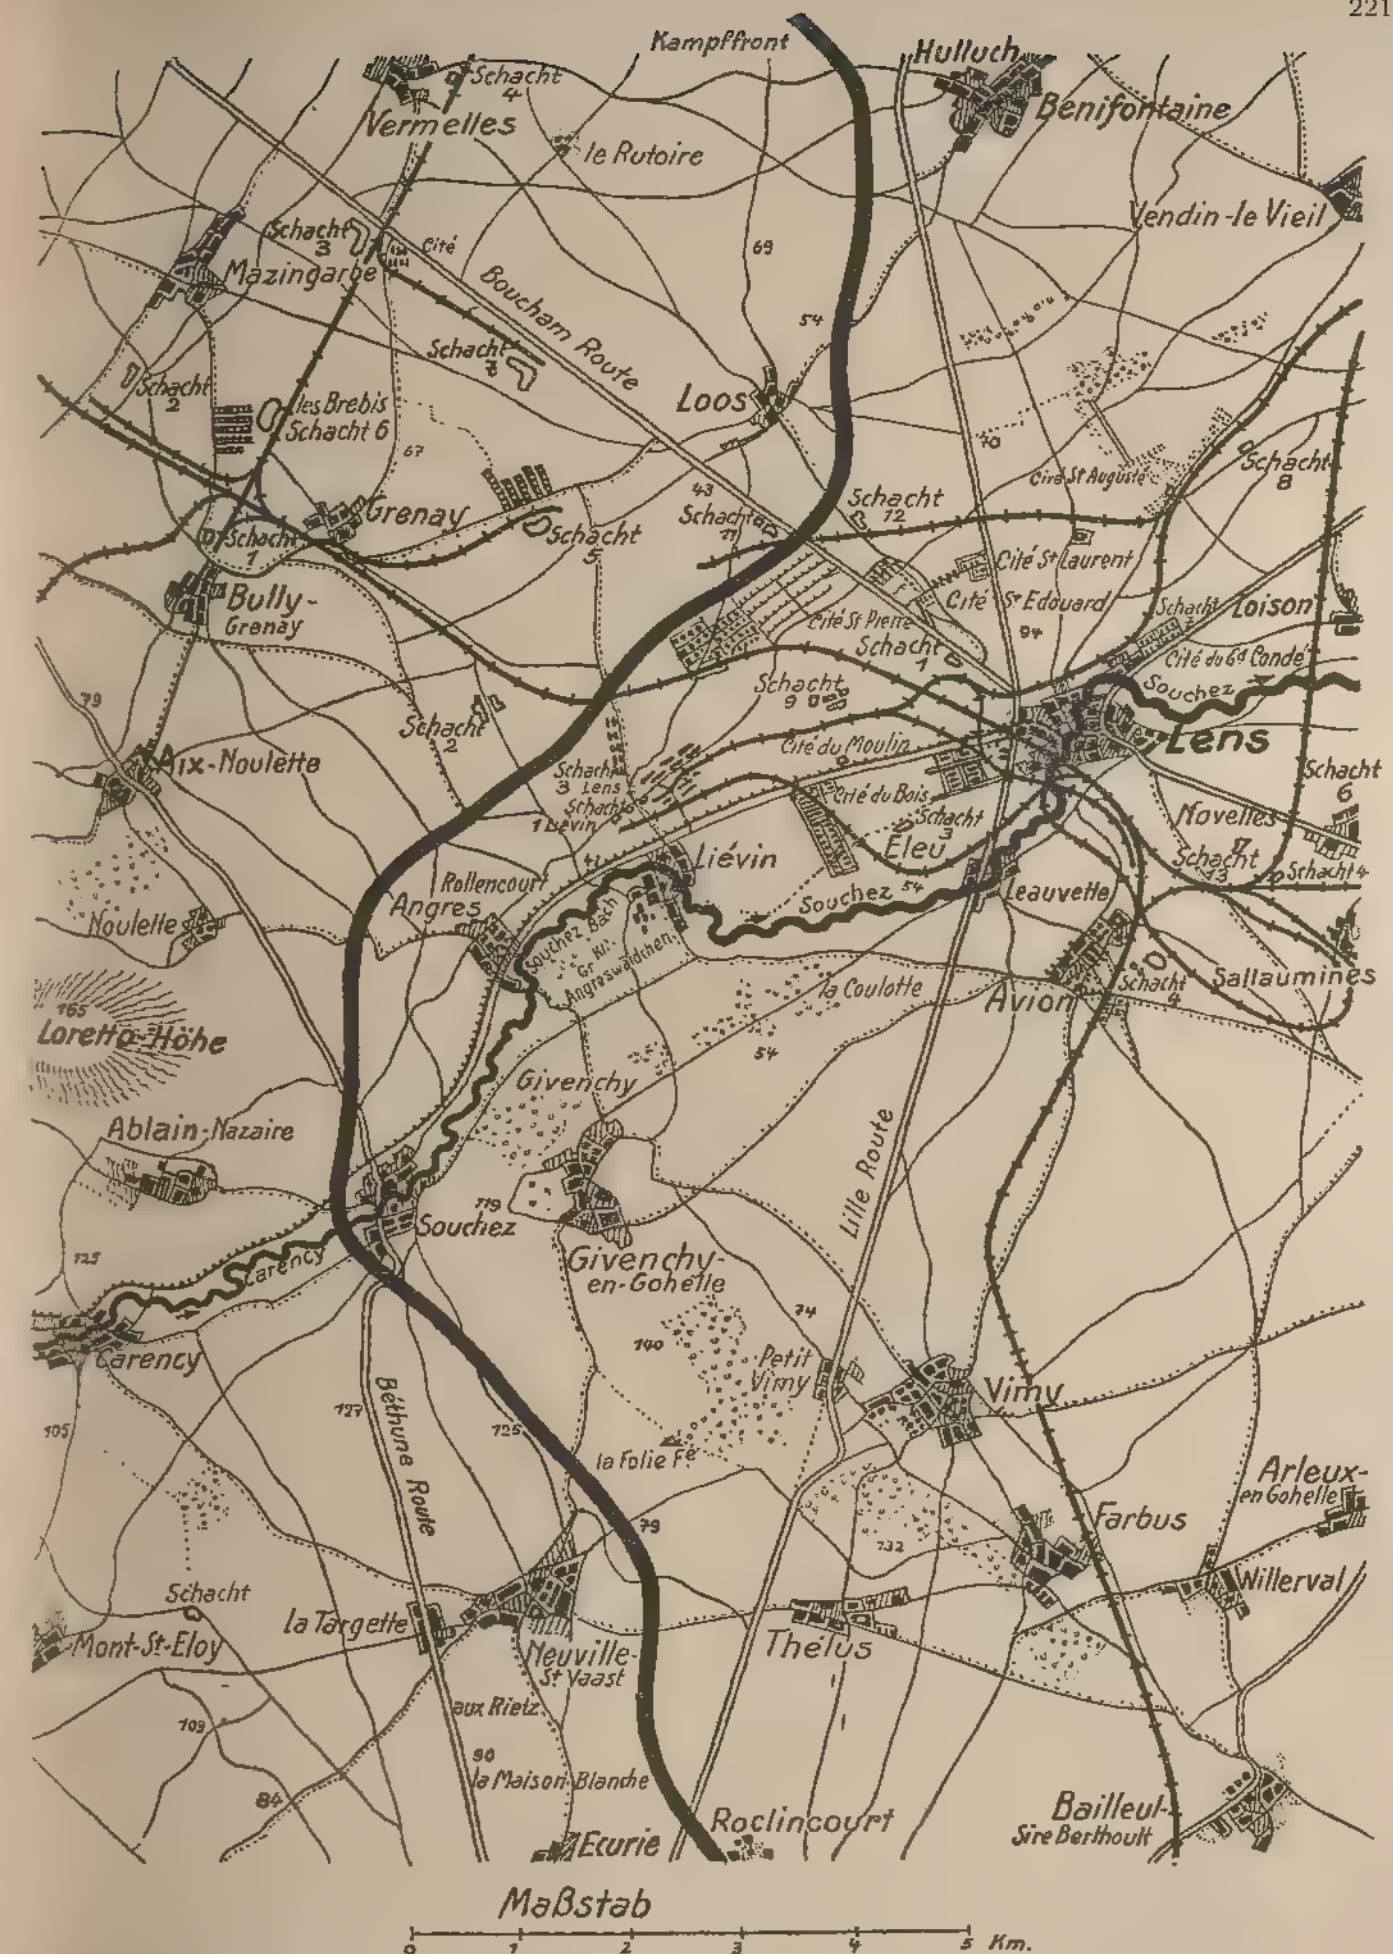 221
Kampffront
Hulluch
Schacht
4
Benifontaine
Vermelles
le Rutoire
Vendin-le Vieil
Schacht
3
Cité
Mazingarbe
69
Boucham Route
54
Schacht
7
Schacht
2
les Brebis
Schacht 6
Loos
67
70
Cité St Auguste
Schacht
8
43
Grenay
Schacht
12
Schacht
11
Schacht
1
Schacht
5
Cité St Laurent
Bully-
Grenay
Cité St Edouard
Schacht
Loison
Cité St Pierre
94
Schacht
1
Cité du 6d Condé
79
Schacht
9
Souchez
Schacht
2
Cité du Moulin
Lens
Aix-Noulette
Schacht
3 Lens
Schacht
1 Liévin
Cité du Bois
Schacht
3
Schacht
6
Novelles
Eleu
Liévin
Schacht
13
Schacht 4
Rollencourt
Angres
Souchez
54
Leauvette
Noulette
Souchez Bach
Gr Kr.
Angreswäldchen
Schacht
4
Sallaumines
165
Loretto-Höhe
la Coulotte
Avion
54
Givenchy
Ablain-Nazaire
Lille Route
119
Souchez
125
Carency
Givenchy-
en-Gohelle
74
140
Petit
Vimy
Carency
Vimy
127
Béthune Route
125
105
la Folie Fe
Arleux-
en Gohelle
79
Farbus
132
Schacht
Willerval
la Targette
Mont-St-Eloy
Neuville-
St Vaast
Thélus
aux Rietz
103
90
la Maison Blanche
84
Roclincourt
Bailleul-
Sire Berthoult
Ecurie
Maßstab
0 1 2 3 4 5 Km.